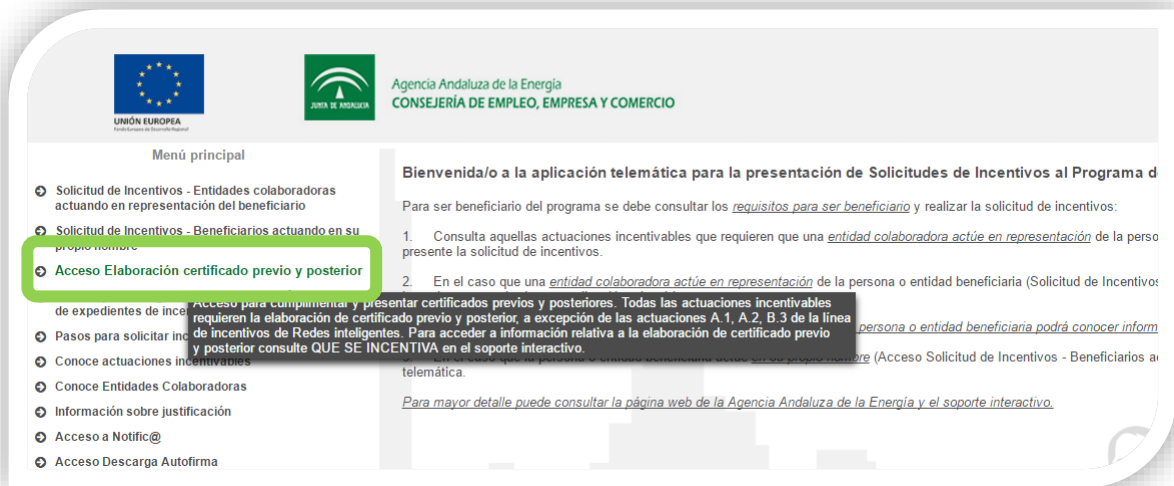 UNIÓN EUROPEA
Fondo Europeo de Desarrollo Regional
JUNTA DE ANDALUCIA
Agencia Andaluza de la Energía
CONSEJERÍA DE EMPLEO, EMPRESA Y COMERCIO
Menú principal
Solicitud de Incentivos - Entidades colaboradoras
actuando en representación del beneficiario
Solicitud de Incentivos - Beneficiarios actuando en su
propio nombre
Acceso Elaboración certificado previo y posterior
de expedientes de
Pasos para solicitar
Conoce actuaciones incentivables
Conoce Entidades Colaboradoras
Información sobre justificación
Acceso a Notific@
Acceso Descarga Autofirma
Acceso para cumplimentar y presentar certificados previos y posteriores. Todas las actuaciones incentivables
requieren la elaboración de certificado previo y posterior, a excepción de las actuaciones A.1, A.2, B.3 de la línea
de incentivos de Redes inteligentes. Para acceder a información relativa a la elaboración de certificado previo
y posterior consulte QUE SE INCENTIVA en el soporte interactivo.
Bienvenida/o a la aplicación telemática para la presentación de Solicitudes de Incentivos al Programa d
Para ser beneficiario del programa se debe consultar los requisitos para ser beneficiario y realizar la solicitud de incentivos:
1. Consulta aquellas actuaciones incentivables que requieren que una entidad colaboradora actúe en representación de la perso
presente la solicitud de incentivos.
2. En el caso que una entidad colaboradora actúe en representación de la persona o entidad beneficiaria (Solicitud de Incentivos
persona o entidad beneficiaria podrá conocer inform
3. En el caso que la persona o entidad beneficiaria actúe en su propio nombre (Acceso Solicitud de Incentivos - Beneficiarios a
telemática.
Para mayor detalle puede consultar la página web de la Agencia Andaluza de la Energía y el soporte interactivo.